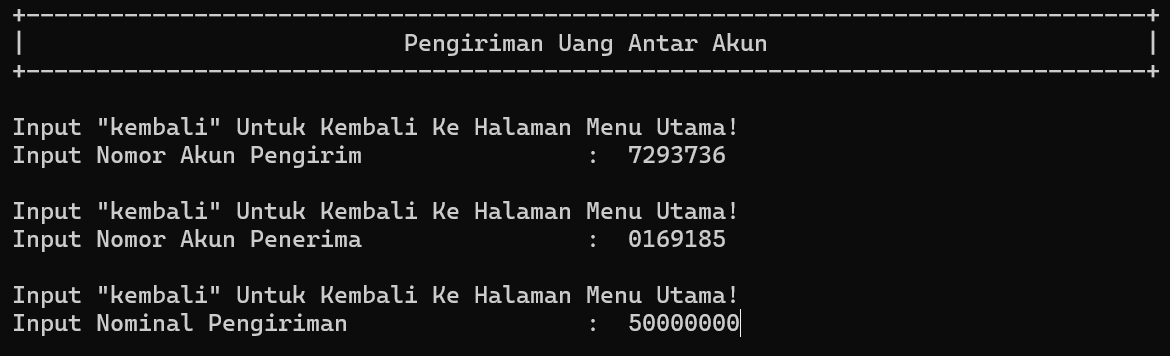 +--------------------------------------------------------------------------------+
|                           Pengiriman Uang Antar Akun                           |
+--------------------------------------------------------------------------------+
Input "kembali" Untuk Kembali Ke Halaman Menu Utama!
Input Nomor Akun Pengirim                :  7293736
Input "kembali" Untuk Kembali Ke Halaman Menu Utama!
Input Nomor Akun Penerima                :  0169185
Input "kembali" Untuk Kembali Ke Halaman Menu Utama!
Input Nominal Pengiriman                 :  50000000